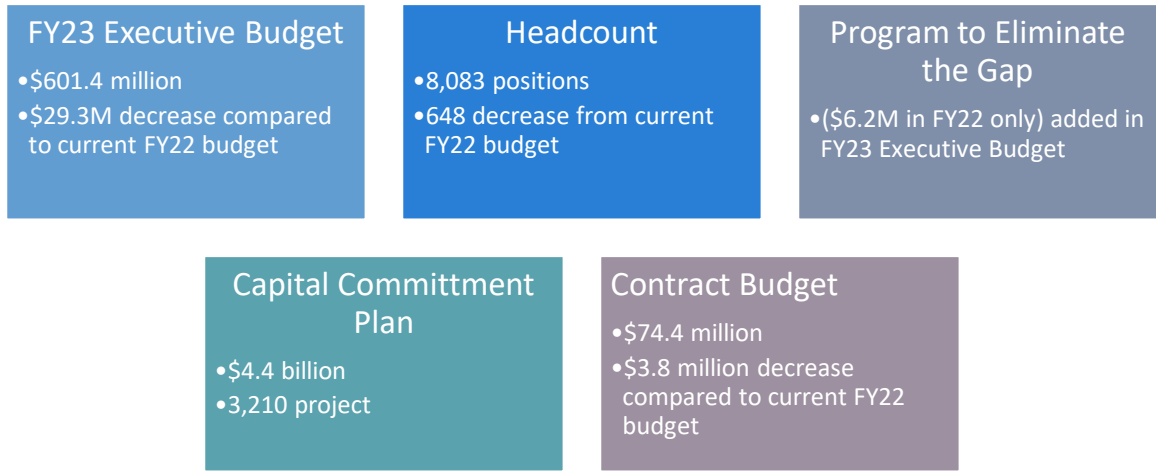 FY23 Executive Budget
•$601.4 million
•$29.3M decrease compared
to current FY22 budget
Headcount
•8,083 positions
•648 decrease from current
FY22 budget
Program to Eliminate
the Gap
•($6.2M in FY22 only) added in
FY23 Executive Budget
Capital Committment
Plan
•$4.4 billion
•3,210 project
Contract Budget
•$74.4 million
•$3.8 million decrease
compared to current FY22
budget